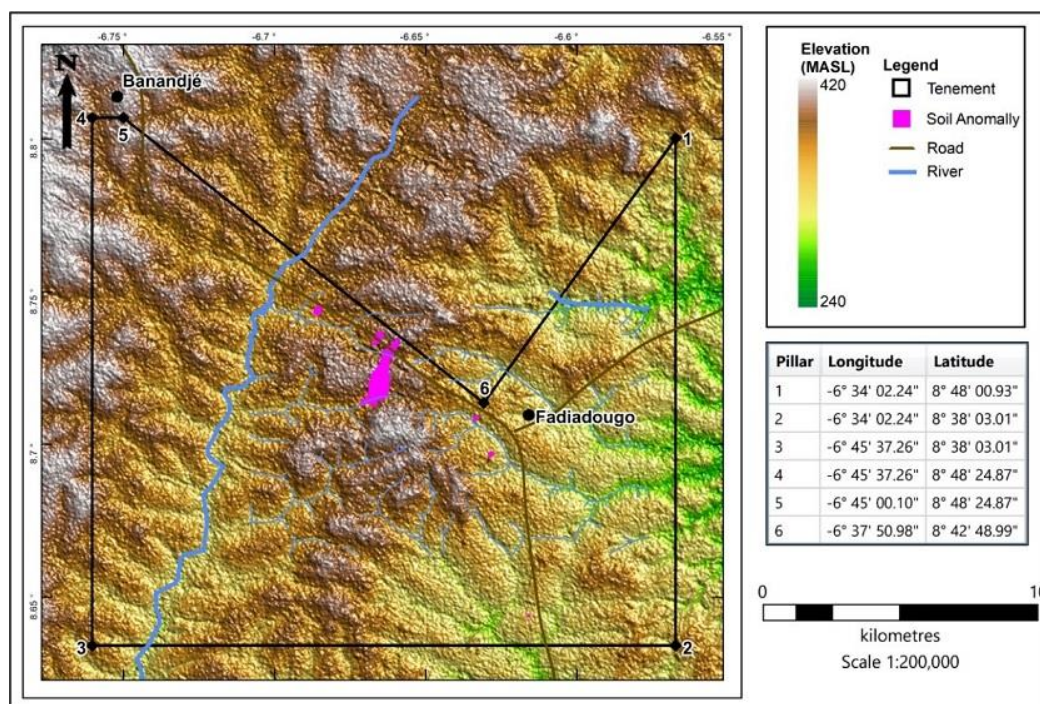 -6.75 °
-6.7 °
-6.65 °
-6.6 °
-6.55 °
N
Banandjé
4
5
1
8.8 °
8.75 °
6
Fadiadougo
8.7 °
8.65 °
3
2
Elevation
(MASL)
420
240
Legend
Tenement
Soil Anomally
Road
River
Pillar Longitude Latitude
1 -6° 34' 02.24" 8° 48' 00.93"
2 -6° 34' 02.24" 8° 38' 03.01"
3 -6° 45' 37.26" 8° 38' 03.01"
4 -6° 45' 37.26" 8° 48' 24.87"
5 -6° 45' 00.10" 8° 48' 24.87"
6 -6° 37' 50.98" 8° 42' 48.99"
0 10
kilometres
Scale 1:200,000